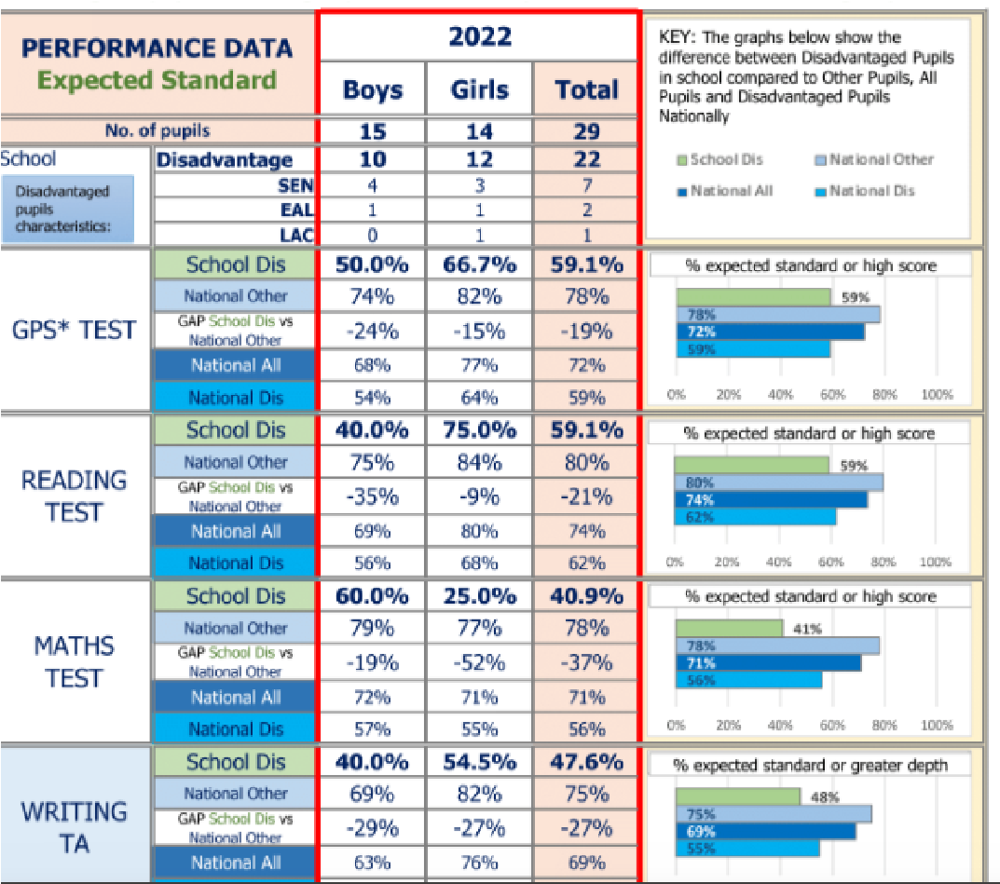 PERFORMANCE DATA
Expected Standard
2022
Boys Girls Total
No. of pupils 15 14 29
School Disadvantage 10 12 22
Disadvantaged
pupils
characteristics:
SEN 4 3 7
EAL 1 1 2
LAC 0 1 1
KEY: The graphs below show the
difference between Disadvantaged Pupils
in school compared to Other Pupils, All
Pupils and Disadvantaged Pupils
Nationally
School Dis National Other
National All National Dis
GPS* TEST
School Dis 50.0% 66.7% 59.1%
National Other 74% 82% 78%
GAP School Dis vs
National Other -24% -15% -19%
National All 68% 77% 72%
National Dis 54% 64% 59%
% expected standard or high score
59%
78%
72%
59%
0% 20% 40% 60% 80% 100%
READING
TEST
School Dis 40.0% 75.0% 59.1%
National Other 75% 84% 80%
GAP School Dis vs
National Other -35% -9% -21%
National All 69% 80% 74%
National Dis 56% 68% 62%
% expected standard or high score
59%
80%
74%
62%
0% 20% 40% 60% 80% 100%
MATHS
TEST
School Dis 60.0% 25.0% 40.9%
National Other 79% 77% 78%
GAP School Dis vs
National Other -19% -52% -37%
National All 72% 71% 71%
National Dis 57% 55% 56%
% expected standard or high score
41%
78%
71%
56%
0% 20% 40% 60% 80% 100%
WRITING
TA
School Dis 40.0% 54.5% 47.6%
National Other 69% 82% 75%
GAP School Dis vs
National Other -29% -27% -27%
National All 63% 76% 69%
% expected standard or greater depth
48%
75%
69%
55%